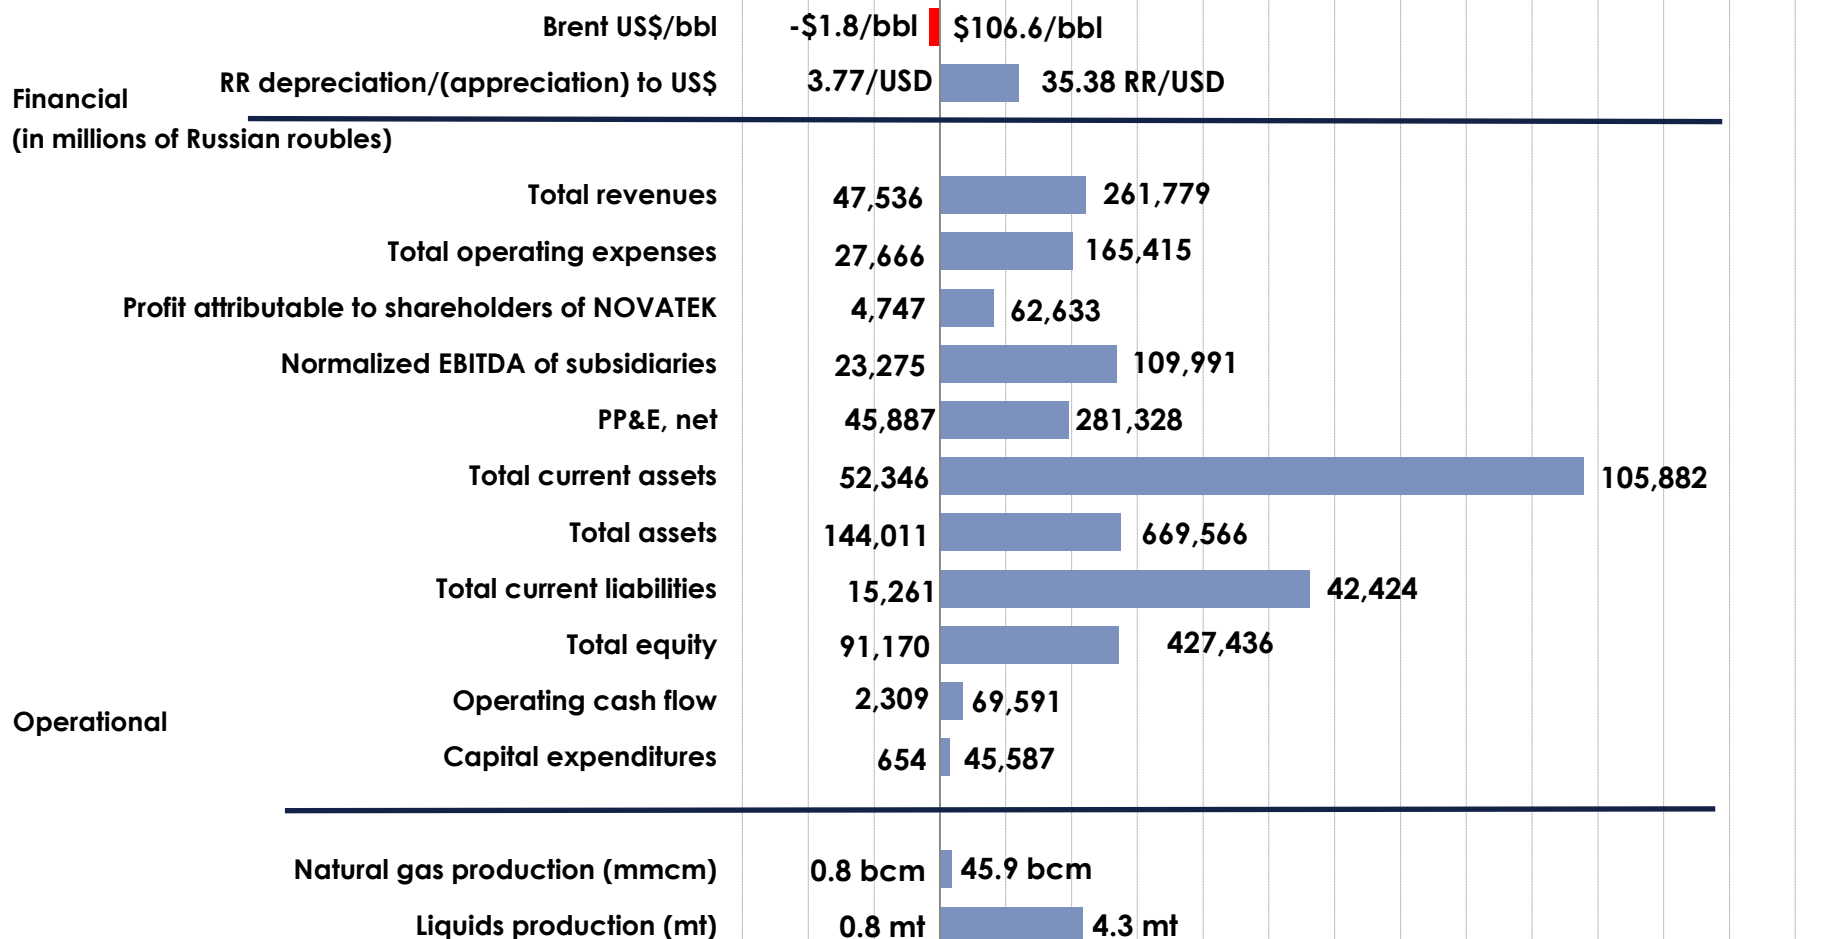 Brent US$/bbl -$1.8/bbl $106.6/bbl
RR depreciation/(appreciation) to US$ 3.77/USD 35.38 RR/USD
Financial
(in millions of Russian roubles)
Total revenues 47,536 261,779
Total operating expenses 27,666 165,415
Profit attributable to shareholders of NOVATEK 4,747 62,633
Normalized EBITDA of subsidiaries 23,275 109,991
PP&E, net 45,887 281,328
Total current assets 52,346 105,882
Total assets 144,011 669,566
Total current liabilities 15,261 42,424
Total equity 91,170 427,436
Operating cash flow 2,309 69,591
Operational
Capital expenditures 654 45,587
Natural gas production (mmcm) 0.8 bcm 45.9 bcm
Liquids production (mt) 0.8 mt 4.3 mt